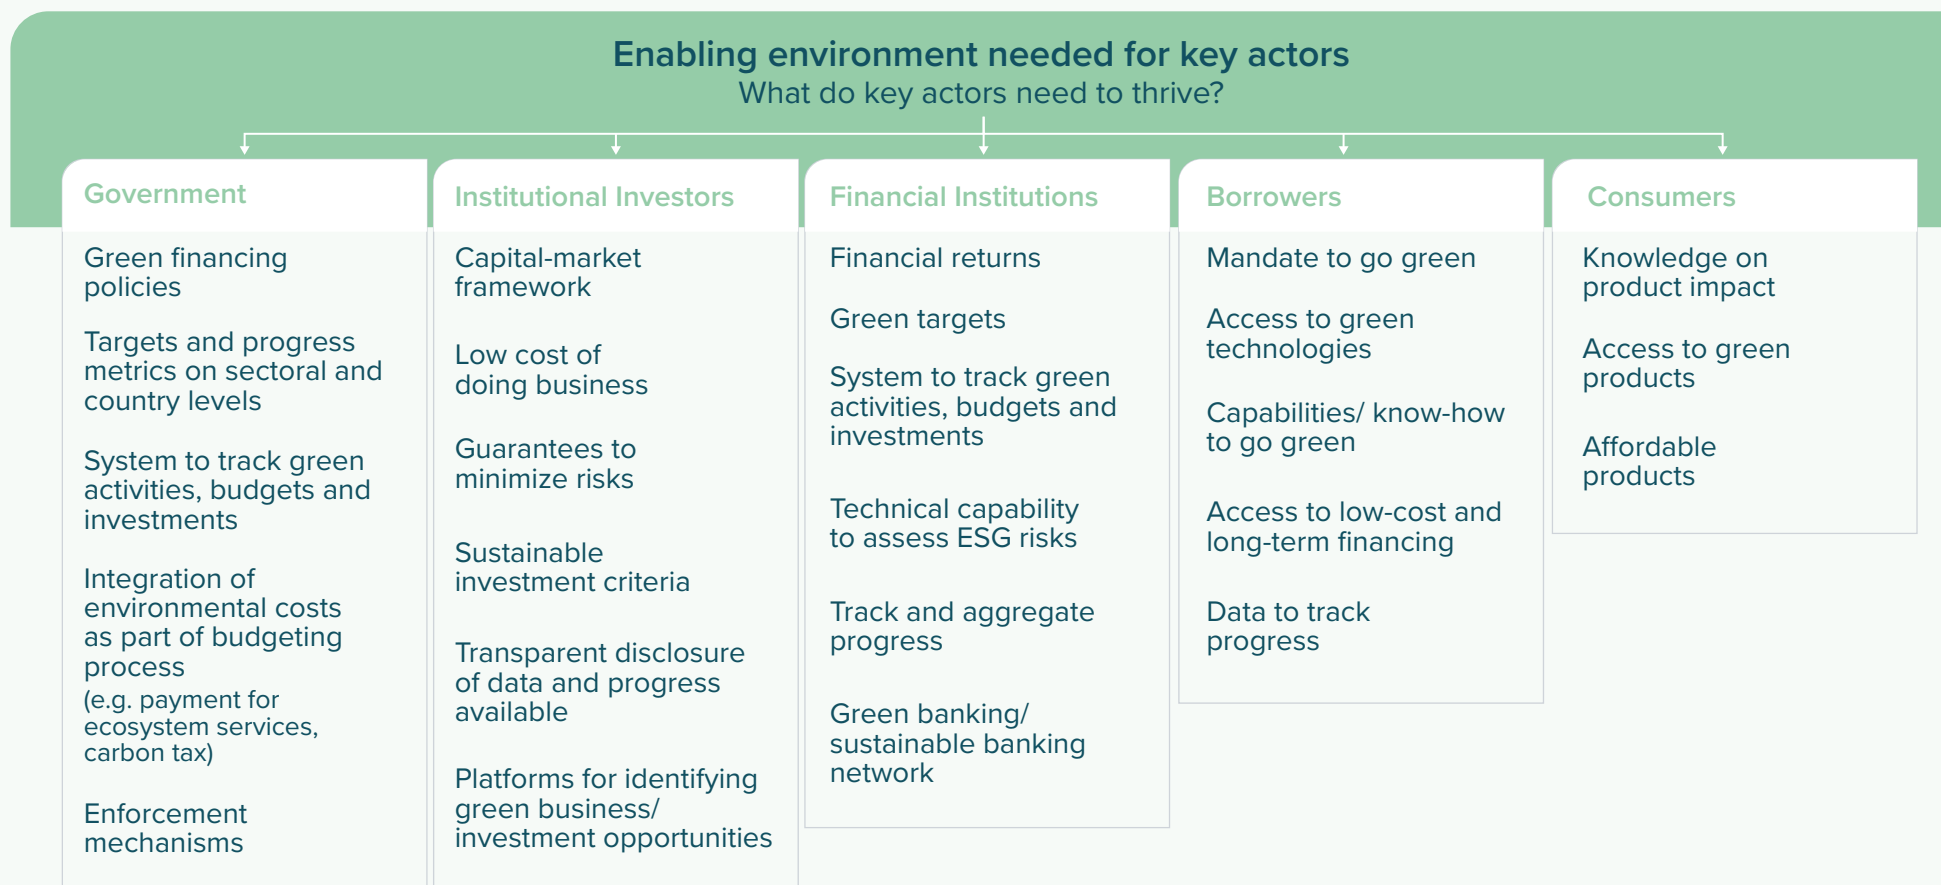 Enabling environment needed for key actors
What do key actors need to thrive?
Government
Green financing
policies
Targets and progress
metrics on sectoral and
country levels
System to track green
activities, budgets and
investments
Integration of
environmental costs
as part of budgeting
process
(e.g. payment for
ecosystem services,
carbon tax)
Enforcement
mechanisms
Institutional Investors
Capital-market
framework
Low cost of
doing business
Guarantees to
minimize risks
Sustainable
investment criteria
Transparent disclosure
of data and progress
available
Platforms for identifying
green business/
investment opportunities
Financial Institutions
Financial returns
Green targets
System to track green
activities, budgets and
investments
Technical capability
to assess ESG risks
Track and aggregate
progress
Green banking/
sustainable banking
network
Borrowers
Mandate to go green
Access to green
technologies
Capabilities/ know-how
to go green
Access to low-cost and
long-term financing
Data to track
progress
Consumers
Knowledge on
product impact
Access to green
products
Affordable
products